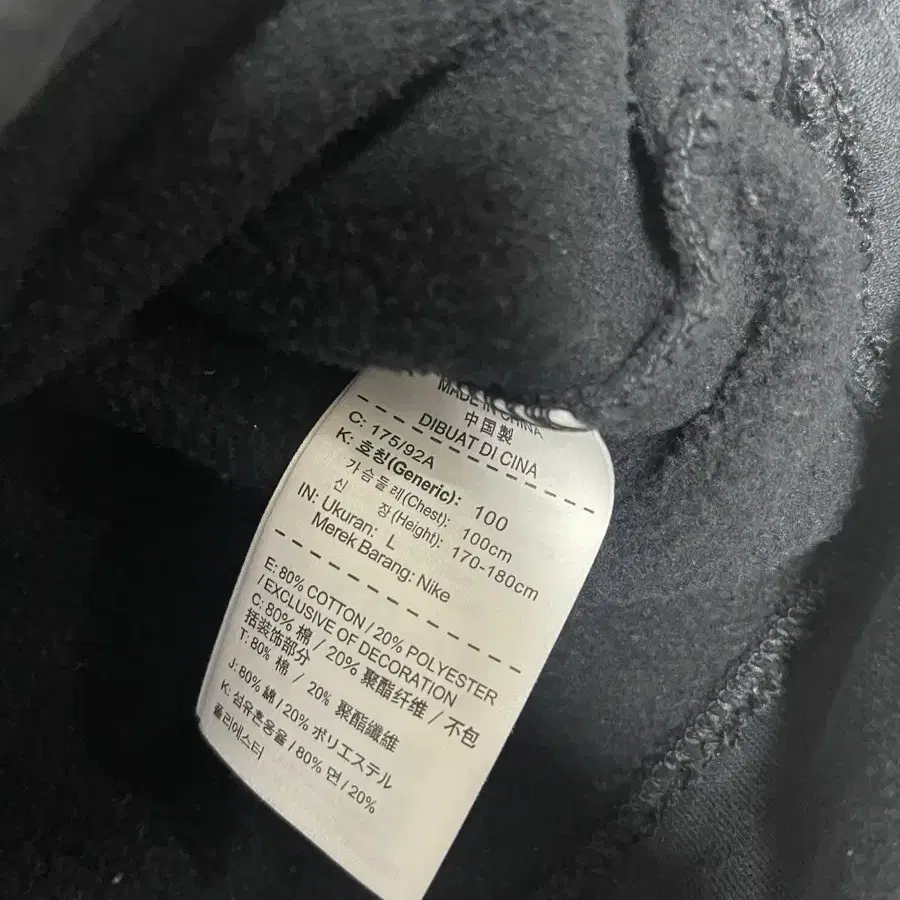 MADE IN CHINA
中国製
DIBUAT DI CINA
C: 175/92A
K: 호칭(Generic): 100
가슴둘레(Chest): 100cm
신 장(Height): 170-180cm
IN: Ukuran: L
Merek Barang: Nike
E: 80% COTTON / 20% POLYESTER
/ EXCLUSIVE OF DECORATION
C: 80% 棉 / 20% 聚酯纤维 / 不包
括装饰部分
T: 80% 棉 / 20% 聚酯纖維
J: 80% 綿 / 20% ポリエステル
K: 섬유혼용율 / 80% 면 / 20%
폴리에스터